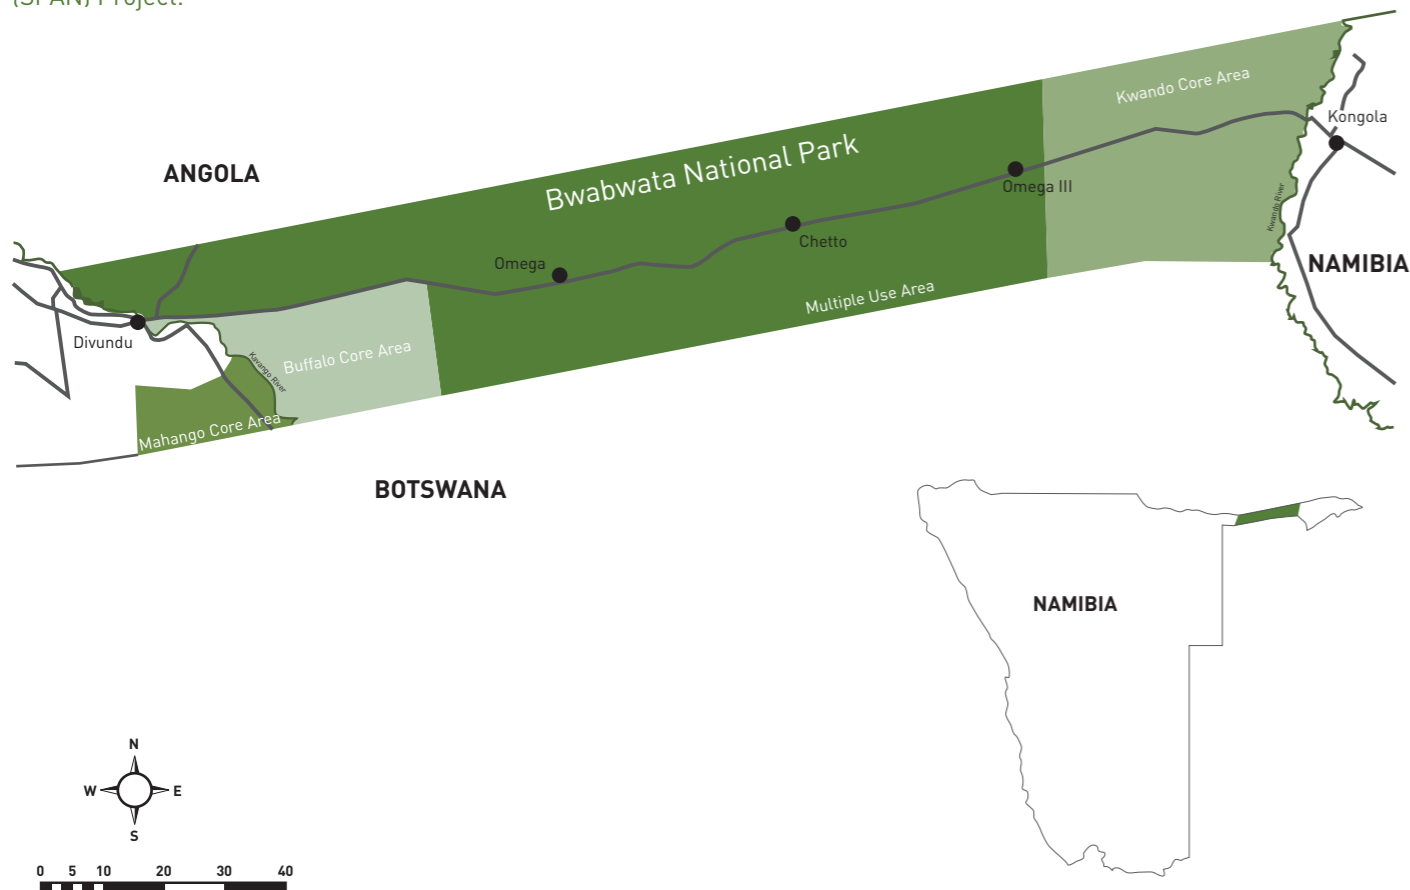 (SPAN) Project.
Kwando Core Area
Kongola
Bwabwata National Park
ANGOLA
Omega III
Kwando River
Chetto
Omega
NAMIBIA
Multiple Use Area
Divundu
Buffalo Core Area
Kavango River
Mahango Core Area
BOTSWANA
NAMIBIA
N
W E
S
0 5 10 20 30 40